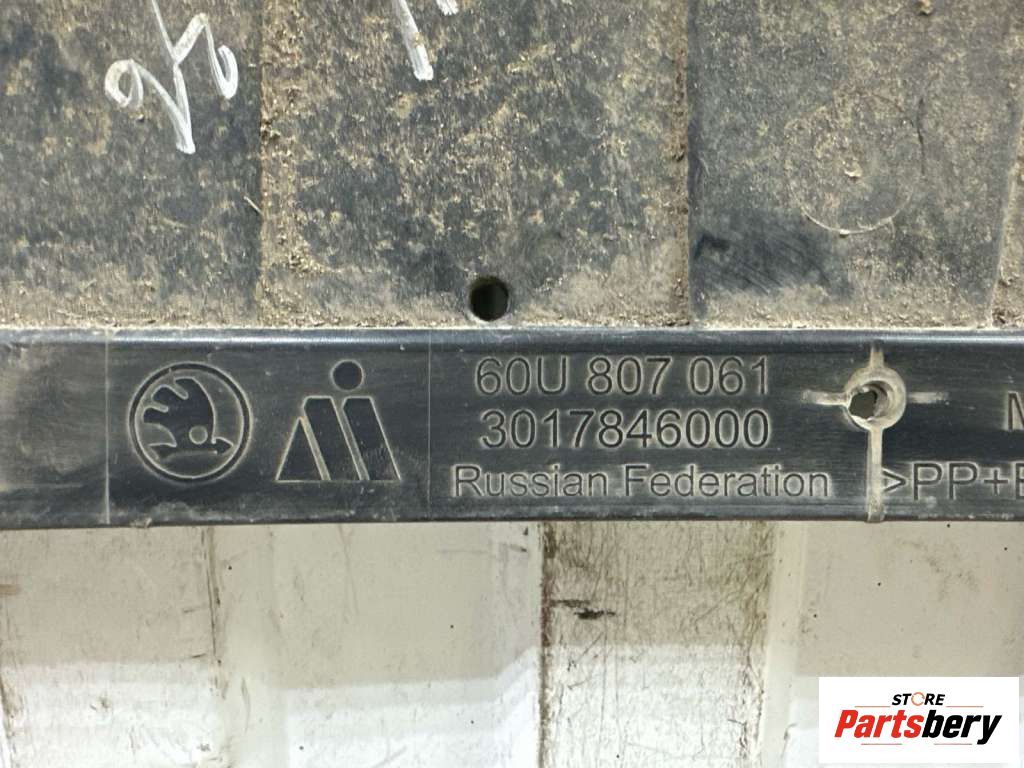 60U 807 061
3017846000
Russian Federation
>PP+E
STORE
Partsbery